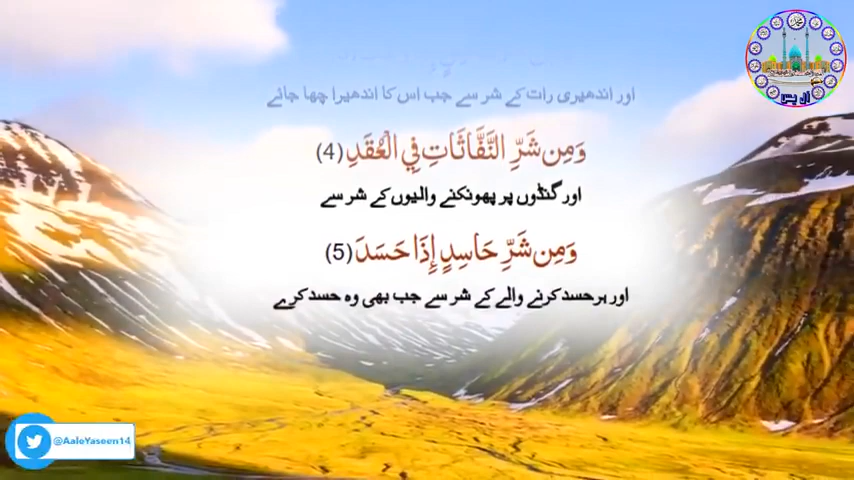 اور اندھیری رات کے شر سے جب اس کا اندھیرا چھا جائے
وَمِن شَرِّ النَّفَّاثَاتِ فِي الْعُقَدِ (4)
اور گنڈوں پر پھونکنے والیوں کے شر سے
وَمِن شَرِّ حَاسِدٍ إِذَا حَسَدَ (5)
اور ہر حسد کرنے والے کے شر سے جب بھی وہ حسد کرے
@AaleYaseen14